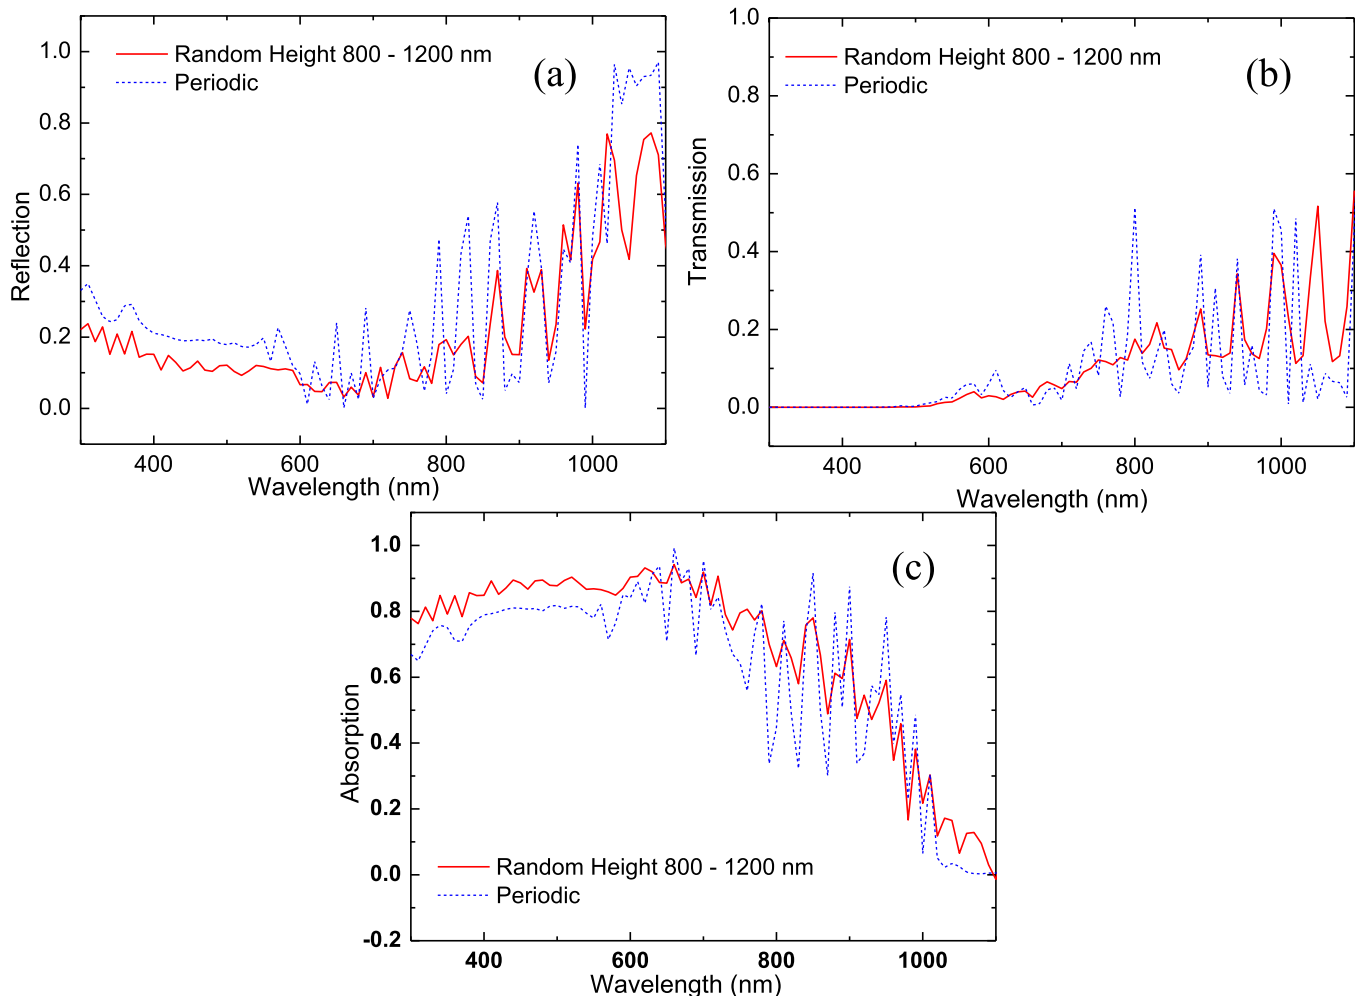 Random Height 800 - 1200 nm
Periodic
(a)
1.0
0.8
0.6
0.4
0.2
0.0
Reflection
400
600
800
1000
Wavelength (nm)
Random Height 800 - 1200 nm
Periodic
(b)
1.0
0.8
0.6
0.4
0.2
0.0
Transmission
400
600
800
1000
Wavelength (nm)
(c)
1.0
0.8
0.6
0.4
0.2
0.0
-0.2
Absorption
Random Height 800 - 1200 nm
Periodic
400
600
800
1000
Wavelength (nm)